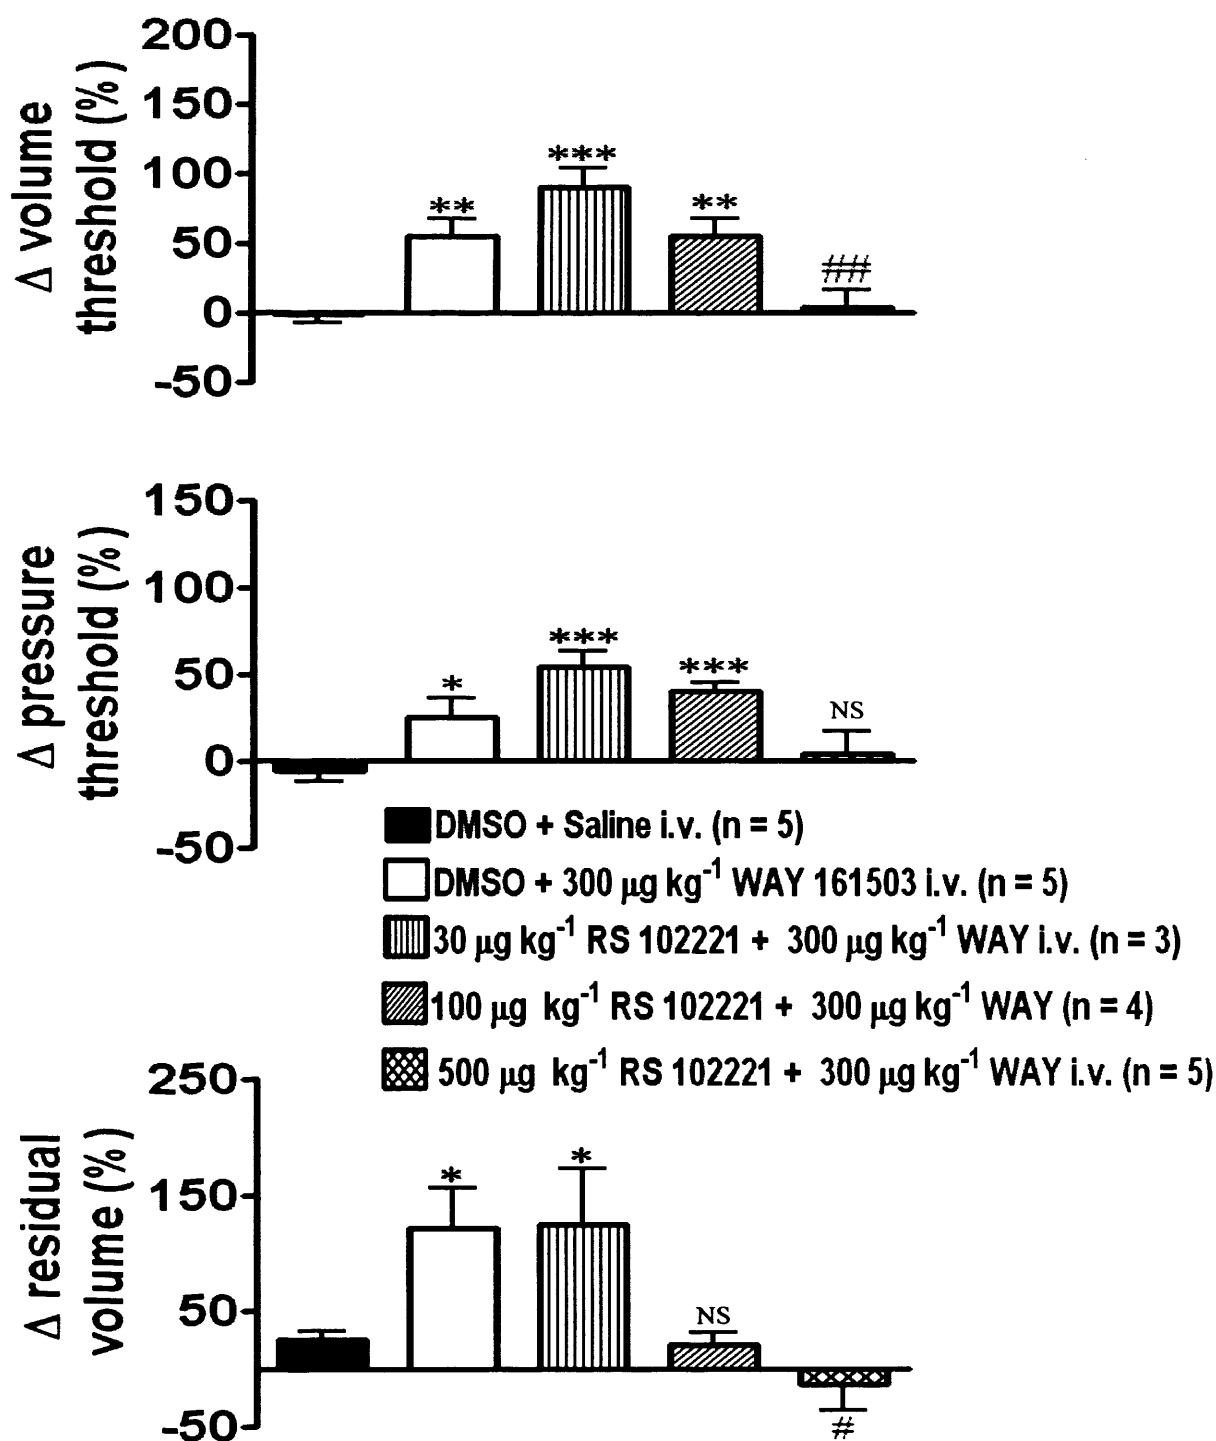 200
150
100
50
0
-50
Δ volume
threshold (%)
**
***
**
##
150
100
50
0
-50
Δ pressure
threshold (%)
*
***
***
NS
DMSO + Saline i.v. (n = 5)
DMSO + 300 μg kg⁻¹ WAY 161503 i.v. (n = 5)
30 μg kg⁻¹ RS 102221 + 300 μg kg⁻¹ WAY i.v. (n = 3)
100 μg kg⁻¹ RS 102221 + 300 μg kg⁻¹ WAY (n = 4)
500 μg kg⁻¹ RS 102221 + 300 μg kg⁻¹ WAY i.v. (n = 5)
250
150
50
-50
Δ residual
volume (%)
*
*
NS
#